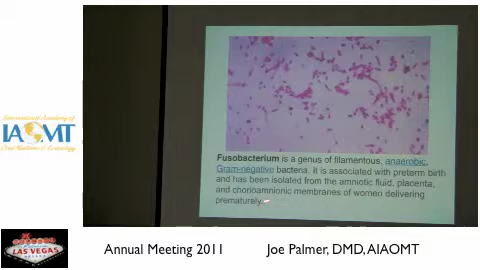 Fusobacterium is a genus of filamentous, anaerobic,
Gram-negative bacteria. It is associated with preterm birth
and has been isolated from the amniotic fluid, placenta,
and chorioamnionic membranes of women delivering
prematurely.
International Academy of
IAOMT
Oral Medicine & Toxicology
LAS VEGAS
Annual Meeting 2011
Joe Palmer, DMD, AIAOMT